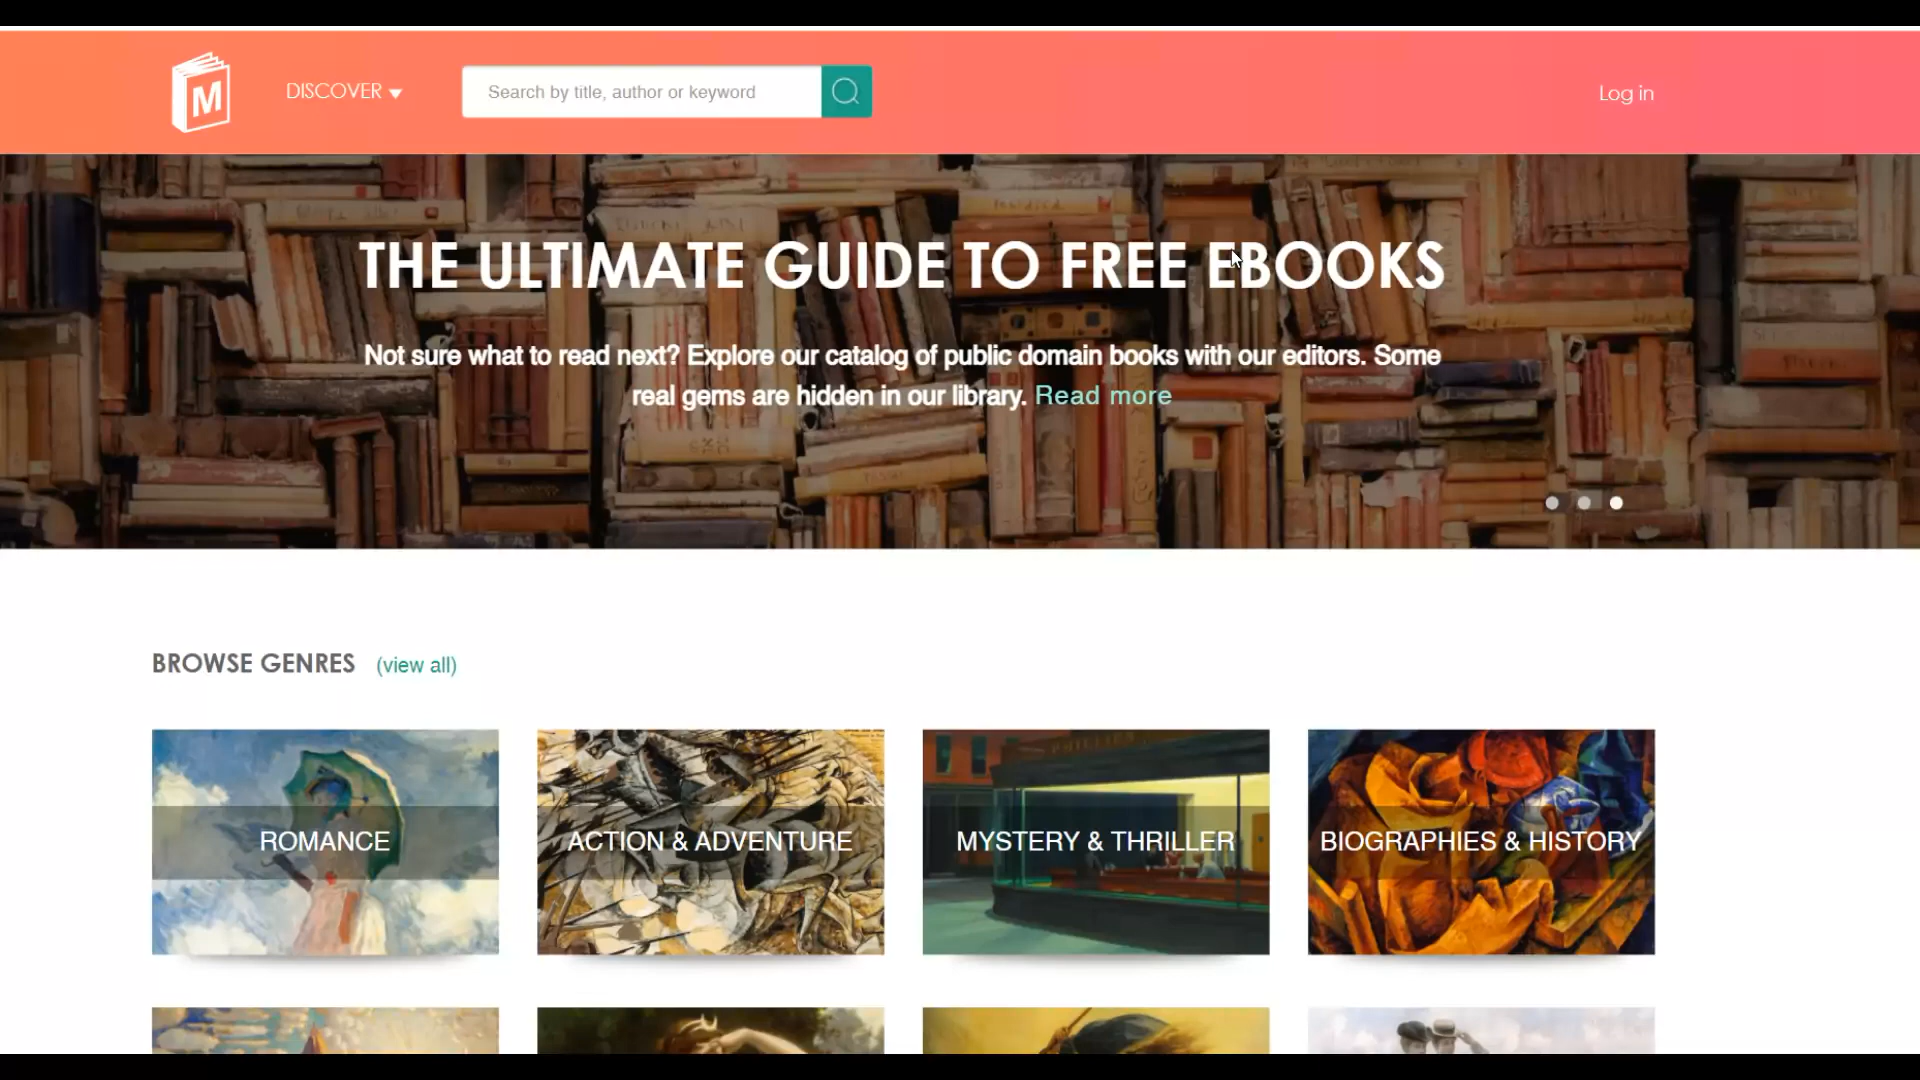 M
DISCOVER
Search by title, author or keyword
Log in
THE ULTIMATE GUIDE TO FREE EBOOKS
Not sure what to read next? Explore our catalog of public domain books with our editors. Some
real gems are hidden in our library. Read more
BROWSE GENRES (view all)
ROMANCE
ACTION & ADVENTURE
MYSTERY & THRILLER
BIOGRAPHIES & HISTORY